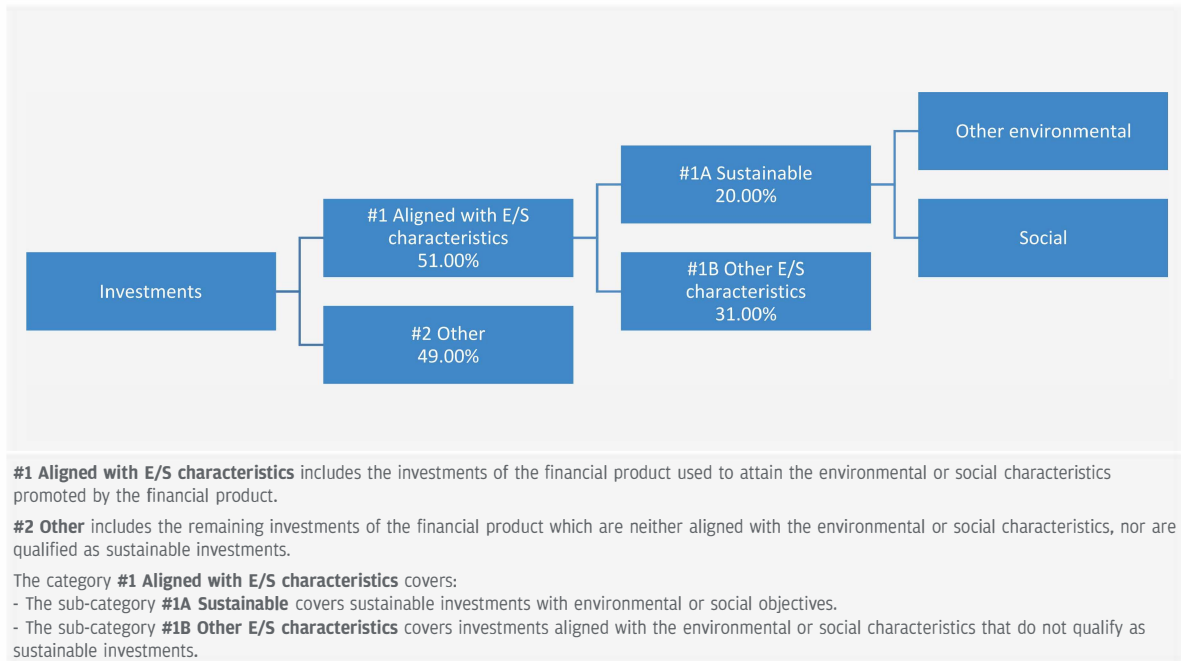 Investments
#1 Aligned with E/S
characteristics
51.00%
#2 Other
49.00%
#1A Sustainable
20.00%
#1B Other E/S
characteristics
31.00%
Other environmental
Social
#1 Aligned with E/S characteristics includes the investments of the financial product used to attain the environmental or social characteristics
promoted by the financial product.
#2 Other includes the remaining investments of the financial product which are neither aligned with the environmental or social characteristics, nor are
qualified as sustainable investments.
The category #1 Aligned with E/S characteristics covers:
- The sub-category #1A Sustainable covers sustainable investments with environmental or social objectives.
- The sub-category #1B Other E/S characteristics covers investments aligned with the environmental or social characteristics that do not qualify as
sustainable investments.